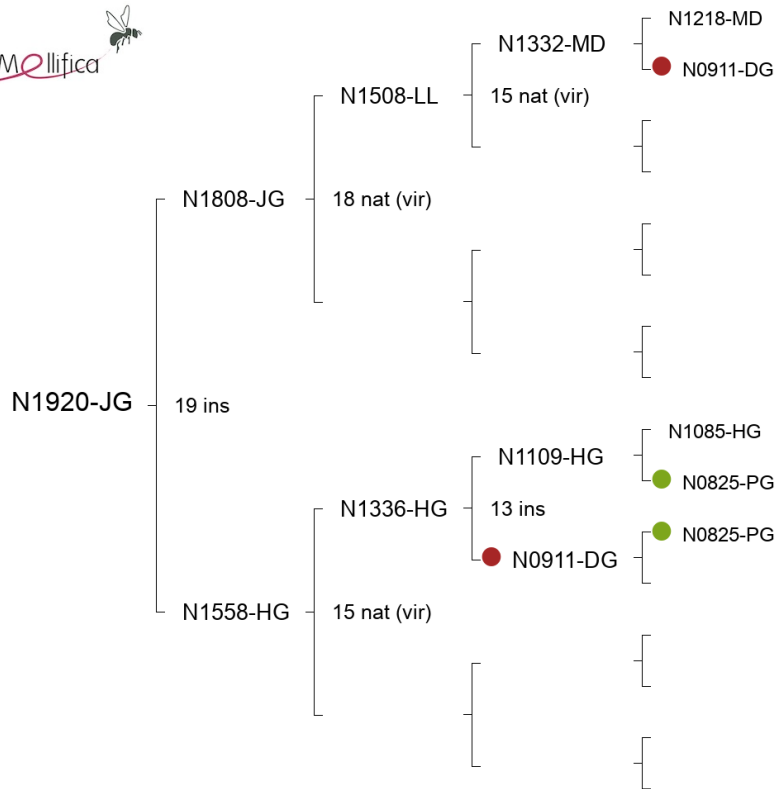 Mellifica
N1218-MD
N1332-MD
N0911-DG
N1508-LL
15 nat (vir)
N1808-JG
18 nat (vir)
N1920-JG
19 ins
N1085-HG
N1109-HG
N0825-PG
N1336-HG
13 ins
N0825-PG
N0911-DG
N1558-HG
15 nat (vir)